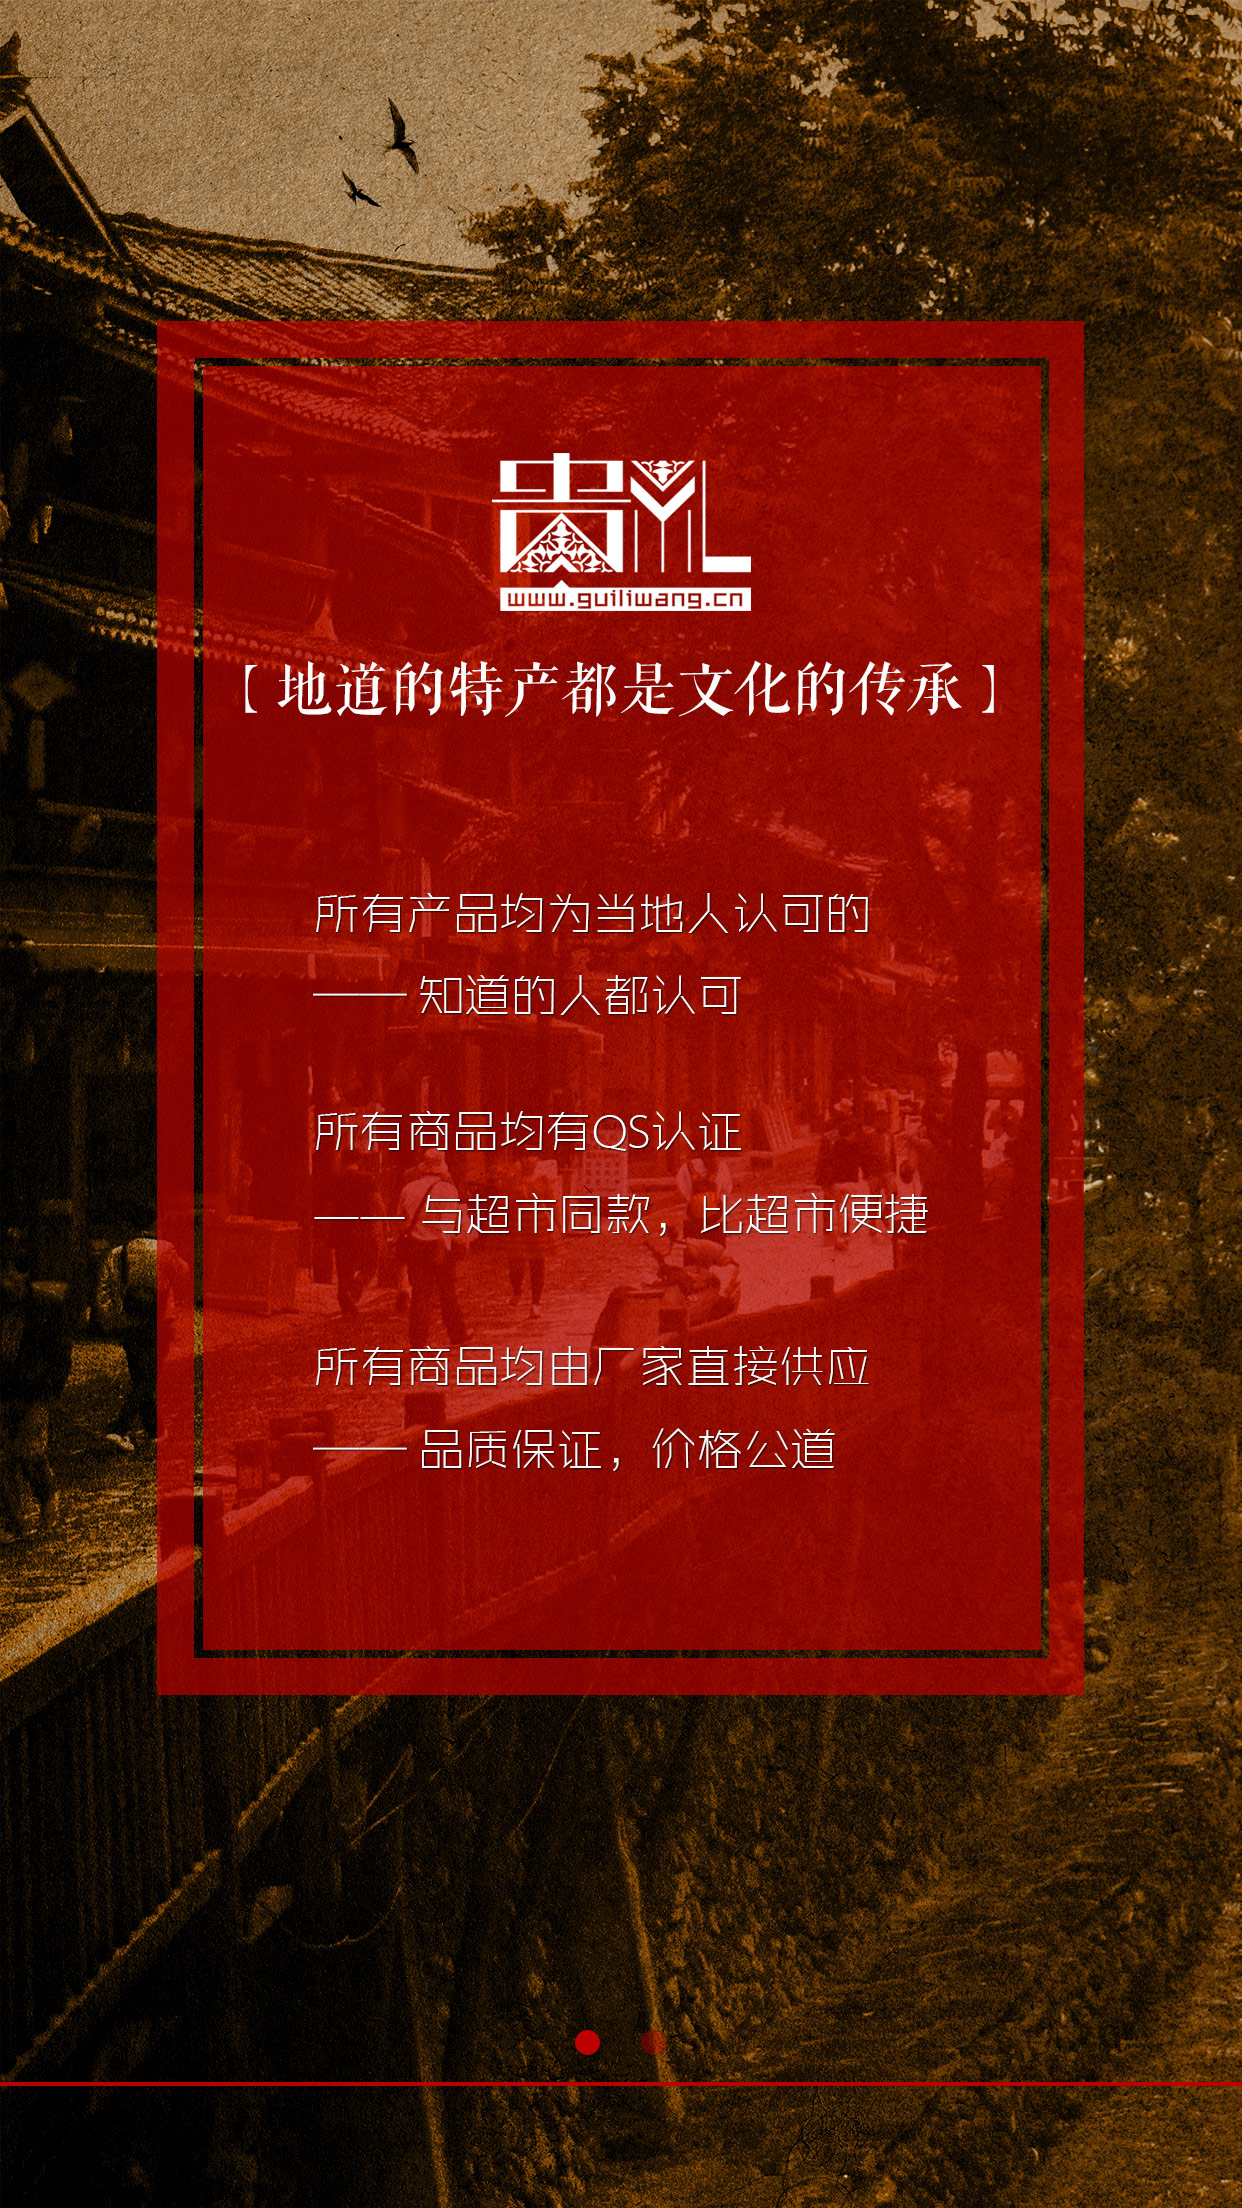 贵礼
www.guiliwang.cn
【地道的特产都是文化的传承】
所有产品均为当地人认可的
—— 知道的人都认可
所有商品均有QS认证
—— 与超市同款，比超市便捷
所有商品均由厂家直接供应
—— 品质保证，价格公道